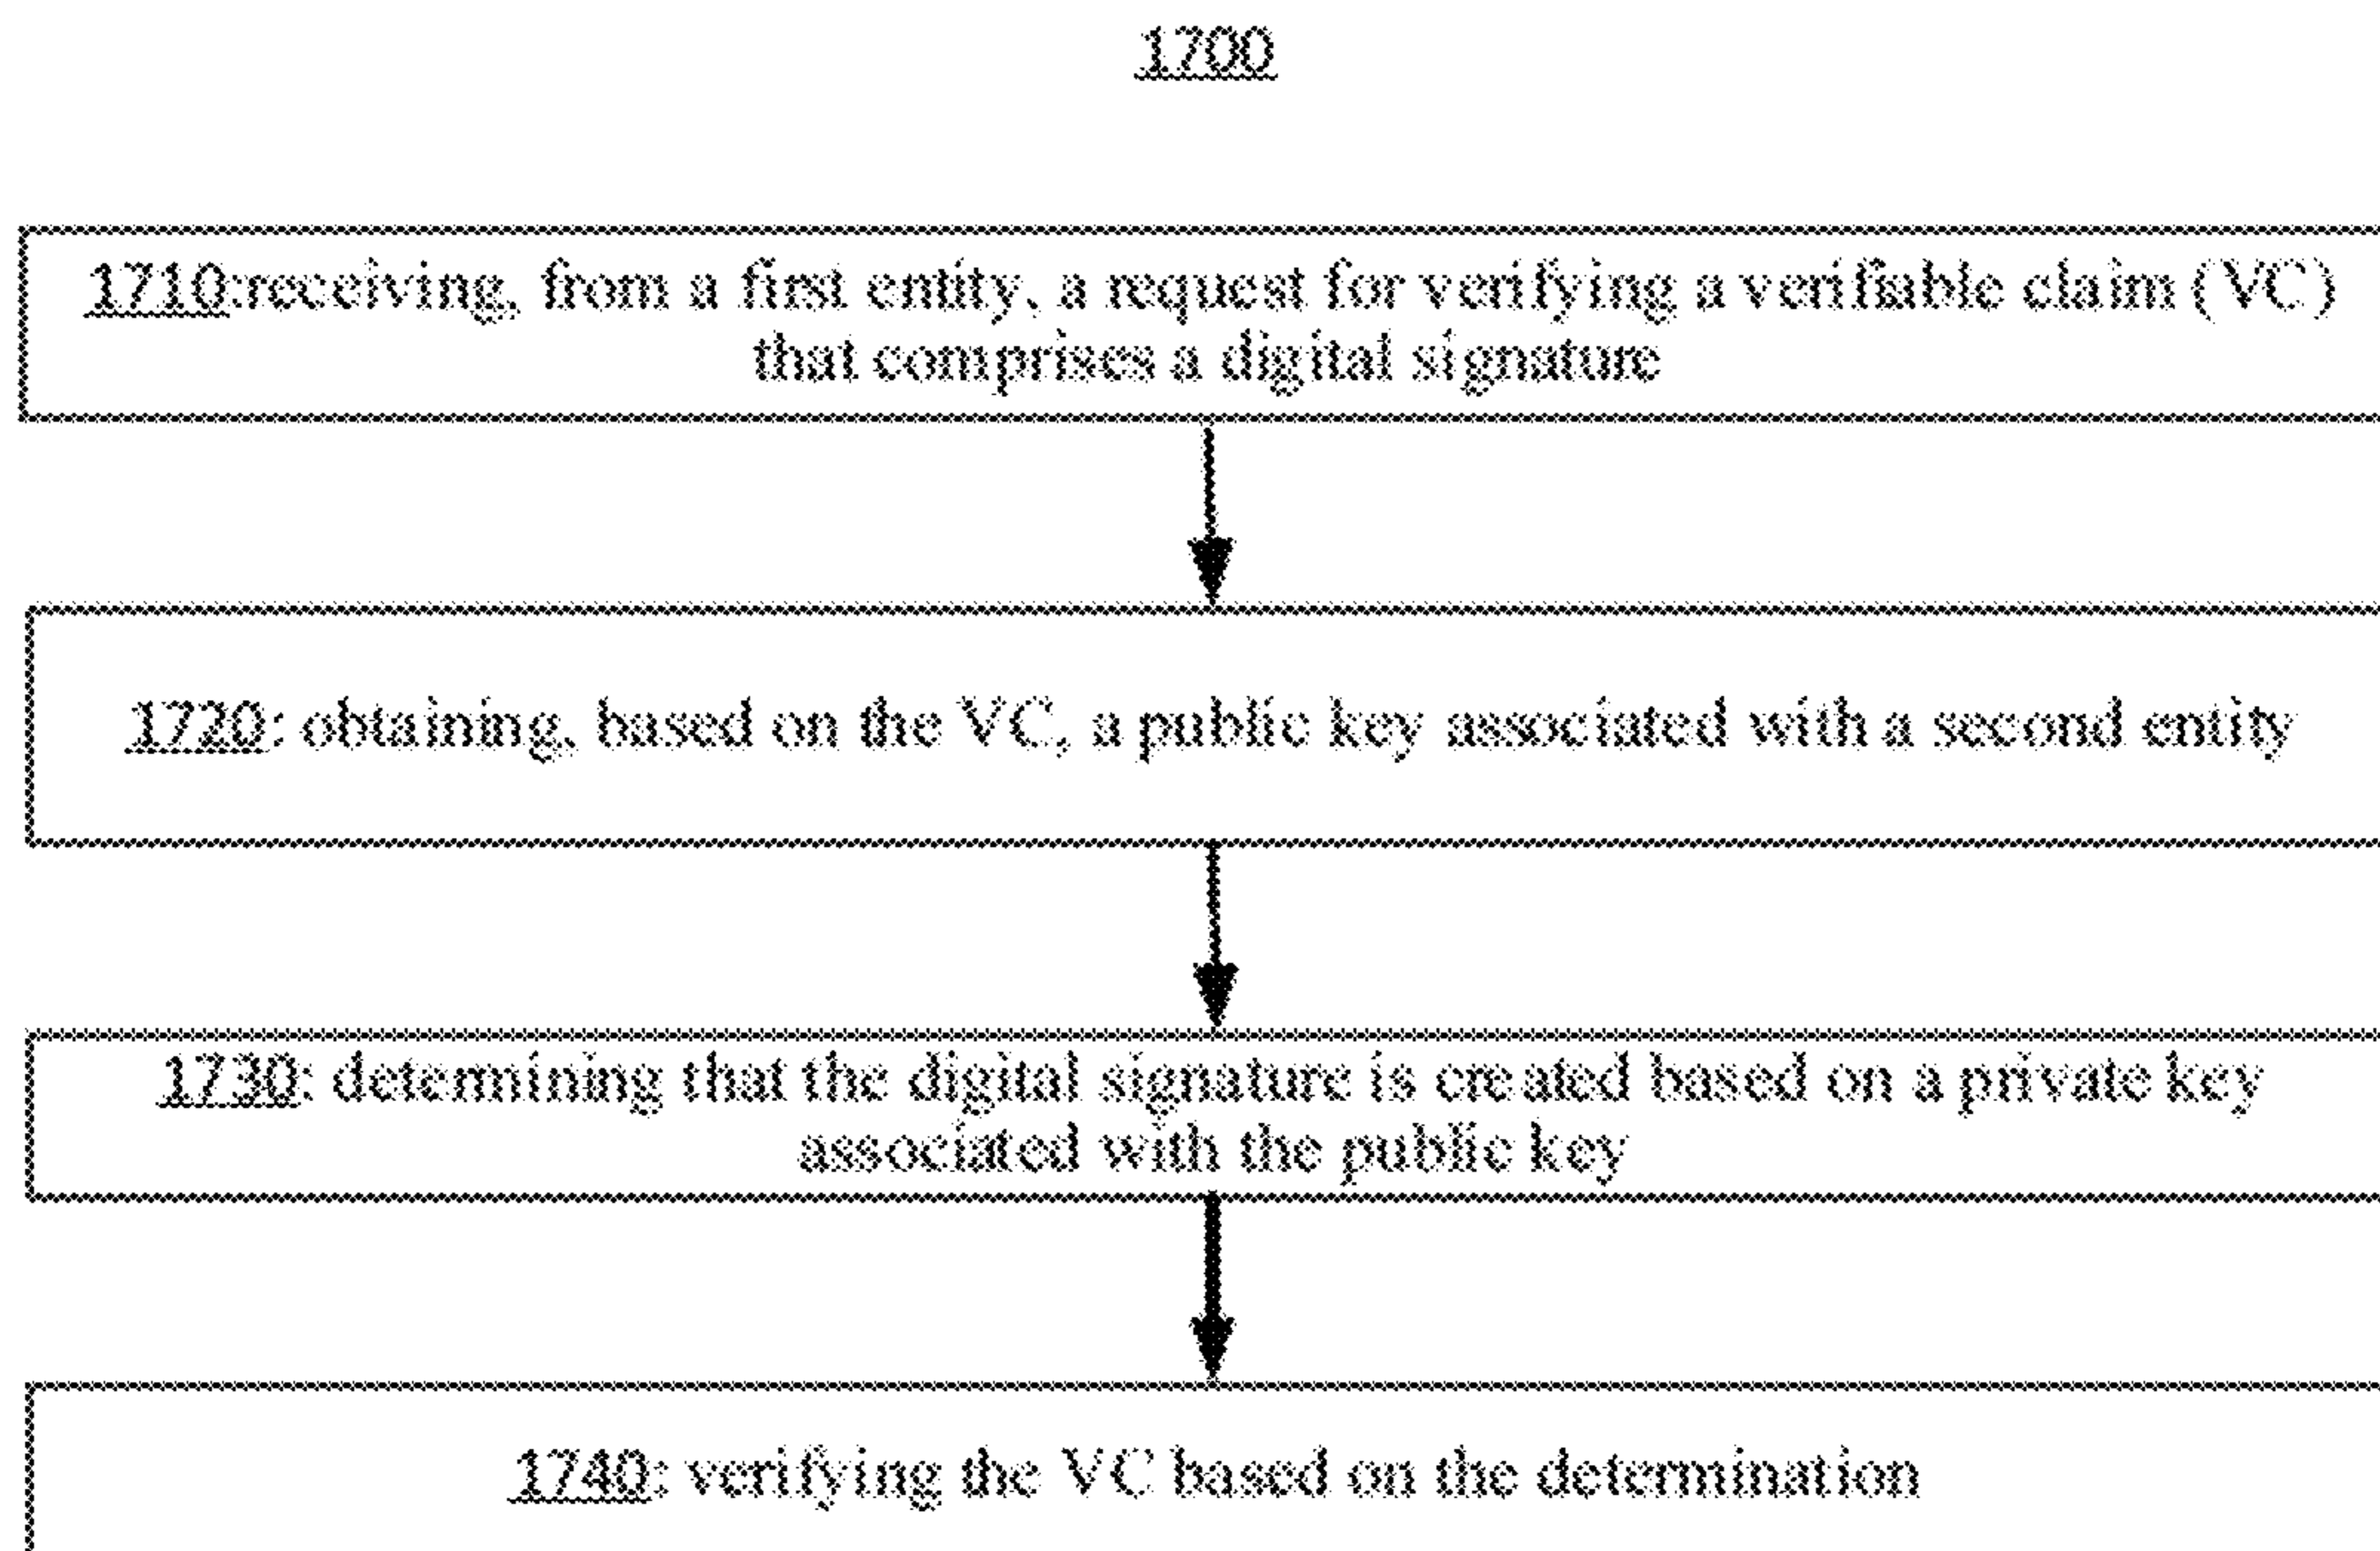 1700
1710:receiving, from a first entity, a request for verifying a verifiable claim (VC)
that comprises a digital signature
1720: obtaining, based on the VC, a public key associated with a second entity
1730: determining that the digital signature is created based on a private key
associated with the public key
1740: verifying the VC based on the determination